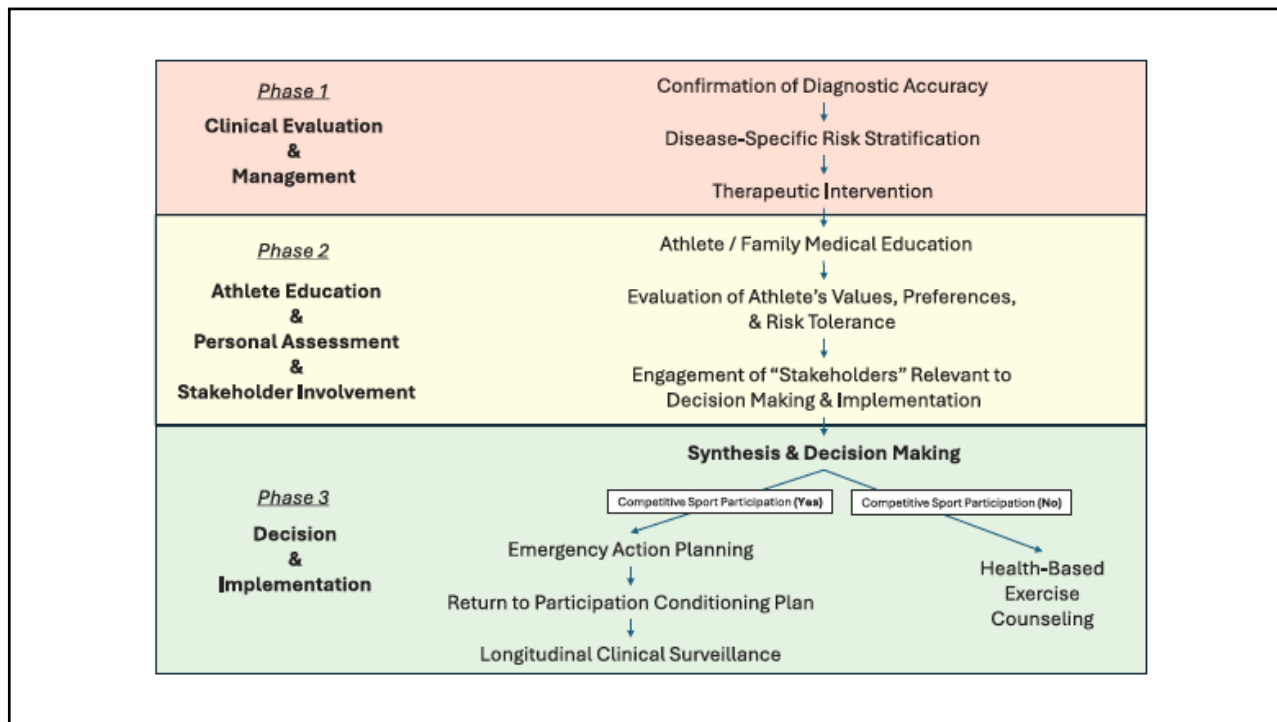 Phase 1
Clinical Evaluation
&
Management
Confirmation of Diagnostic Accuracy
Disease-Specific Risk Stratification
Therapeutic Intervention
Phase 2
Athlete Education
&
Personal Assessment
&
Stakeholder Involvement
Athlete / Family Medical Education
Evaluation of Athlete's Values, Preferences,
& Risk Tolerance
Engagement of “Stakeholders” Relevant to
Decision Making & Implementation
Phase 3
Decision
&
Implementation
Synthesis & Decision Making
Competitive Sport Participation (Yes)
Competitive Sport Participation (No)
Emergency Action Planning
Return to Participation Conditioning Plan
Longitudinal Clinical Surveillance
Health-Based
Exercise
Counseling